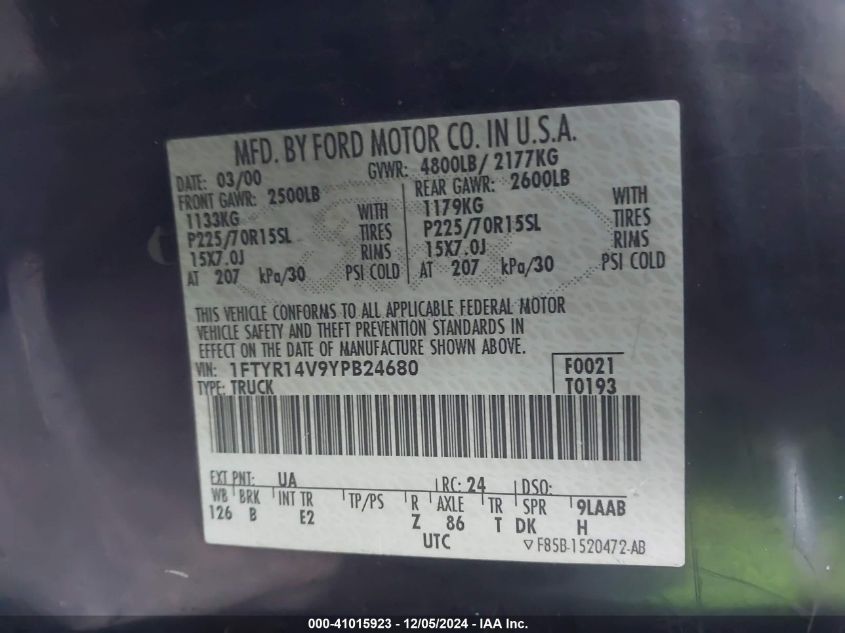 MFD. BY FORD MOTOR CO. IN U.S.A.
DATE: 03/00 GVWR: 4800LB/ 2177KG
FRONT GAWR: 2500LB REAR GAWR: 2600LB
1133KG WITH 1179KG WITH
P225/70R15SL TIRES P225/70R15SL TIRES
15X7.0J RIMS 15X7.0J RIMS
AT 207 kPa/30 PSI COLD AT 207 kPa/30 PSI COLD
THIS VEHICLE CONFORMS TO ALL APPLICABLE FEDERAL MOTOR
VEHICLE SAFETY AND THEFT PREVENTION STANDARDS IN
EFFECT ON THE DATE OF MANUFACTURE SHOWN ABOVE.
VIN: 1FTYR14V9YPB24680 F0021
TYPE: TRUCK T0193
EXT PNT: UA RC: 24 DSO:
WB BRK INT TR TP/PS R AXLE TR SPR 9LAAB
126 B E2 Z 86 T DK H
UTC ▽ F85B-1520472-AB
000-41015923 - 12/05/2024 - IAA Inc.